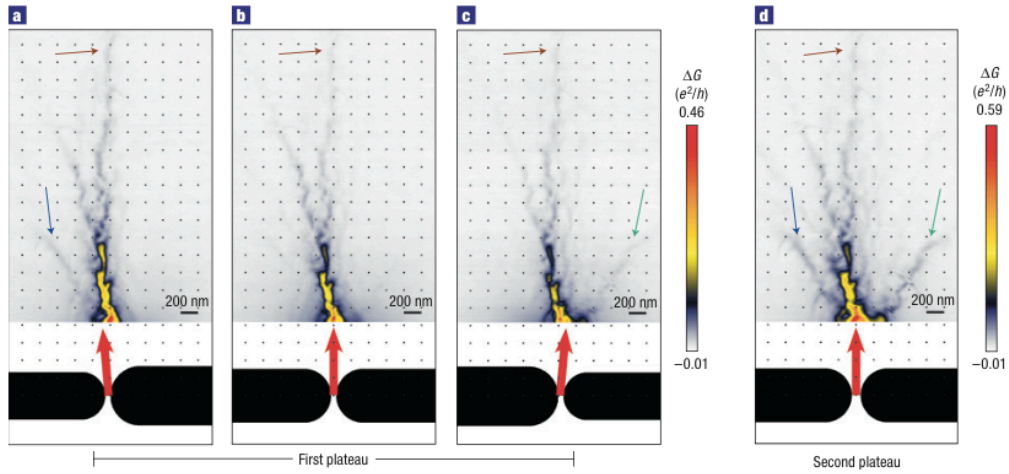 a
b
c
d
ΔG
(e²/h)
0.46
−0.01
ΔG
(e²/h)
0.59
−0.01
200 nm
200 nm
200 nm
200 nm
First plateau
Second plateau